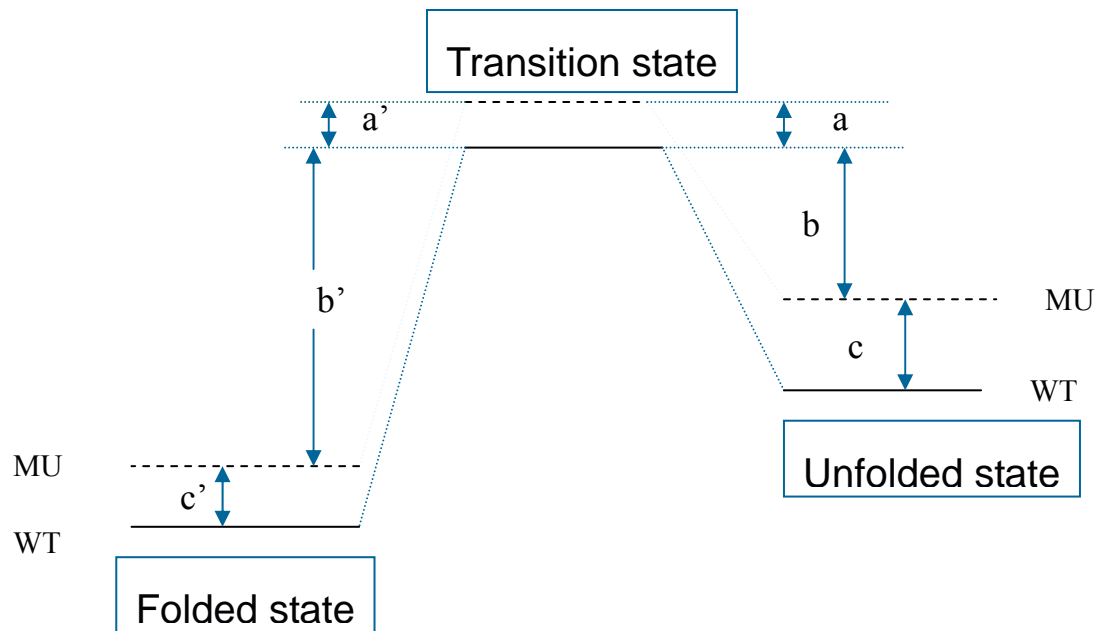 Transition state
a’
a
b
b’
MU
c
WT
MU
c’
WT
Unfolded state
Folded state